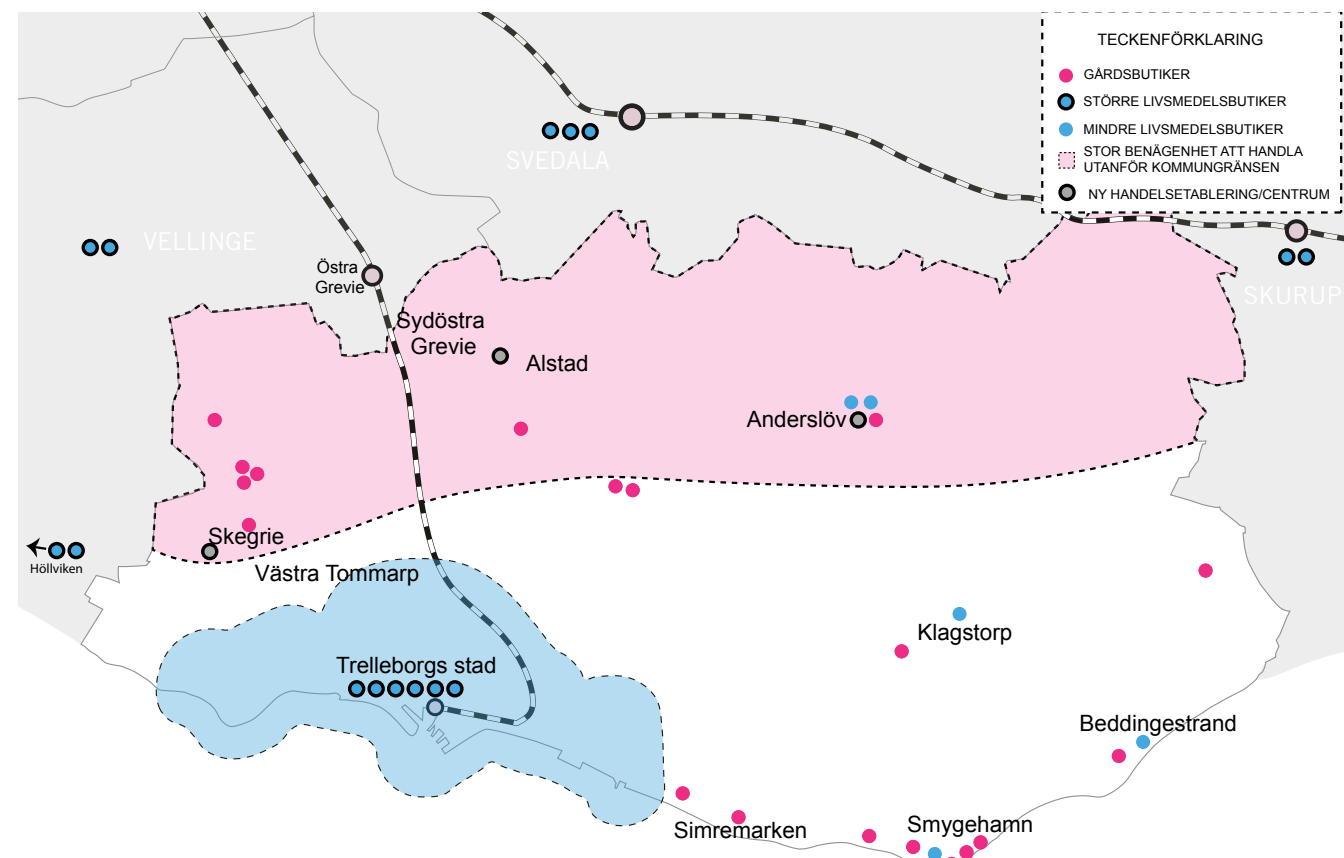 TECKENFÖRKLARING
GÅRDSBUTIKER
STÖRRE LIVSMEDELSBUTIKER
MINDRE LIVSMEDELSBUTIKER
STOR BENÄGENHET ATT HANDLA
UTANFÖR KOMMUNGRÄNSEN
NY HANDELSETABLERING/CENTRUM
SVEDALA
VELLINGE
Östra
Grevie
SKURUP
Sydöstra
Grevie
Alstad
Anderslöv
Skegrie
Höllviken
Västra Tommarp
Klagstorp
Trelleborgs stad
Beddingestrand
Simremarken
Smygehamn